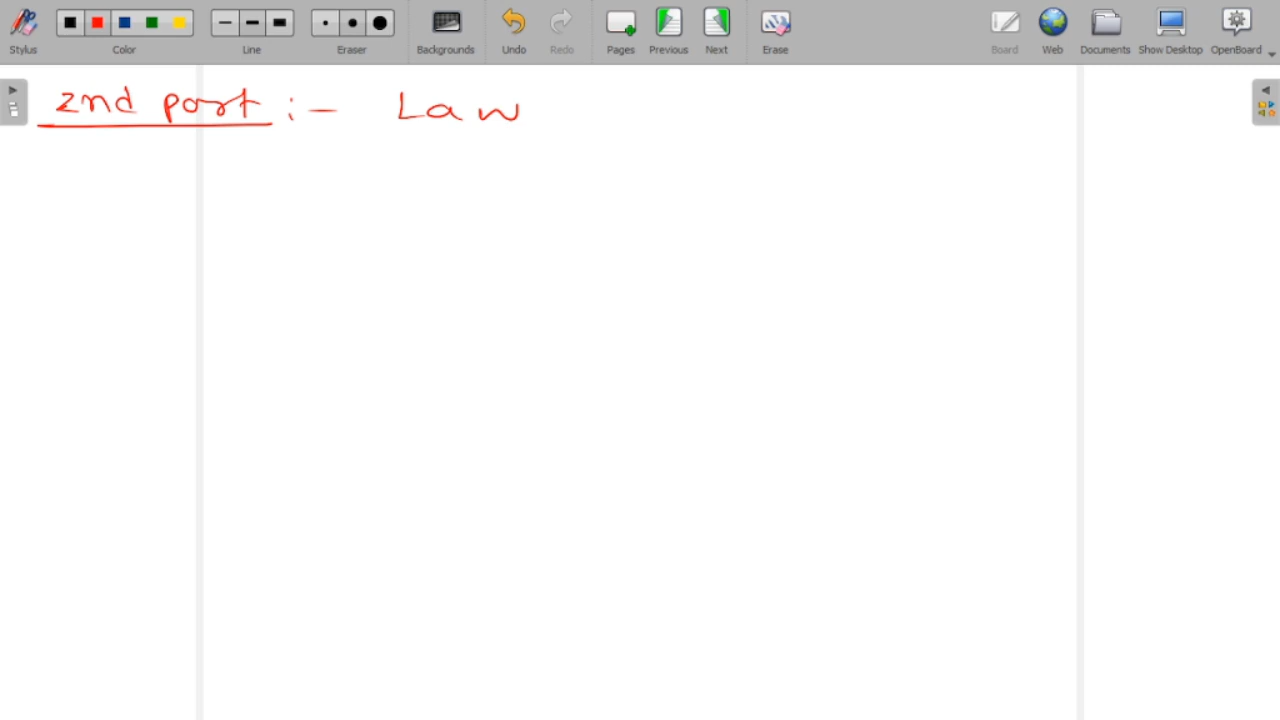 Stylus
Color
Line
Eraser
Backgrounds
Undo
Redo
Pages
Previous
Next
Erase
Board
Web
Documents
Show Desktop
OpenBoard
2nd part :- Law